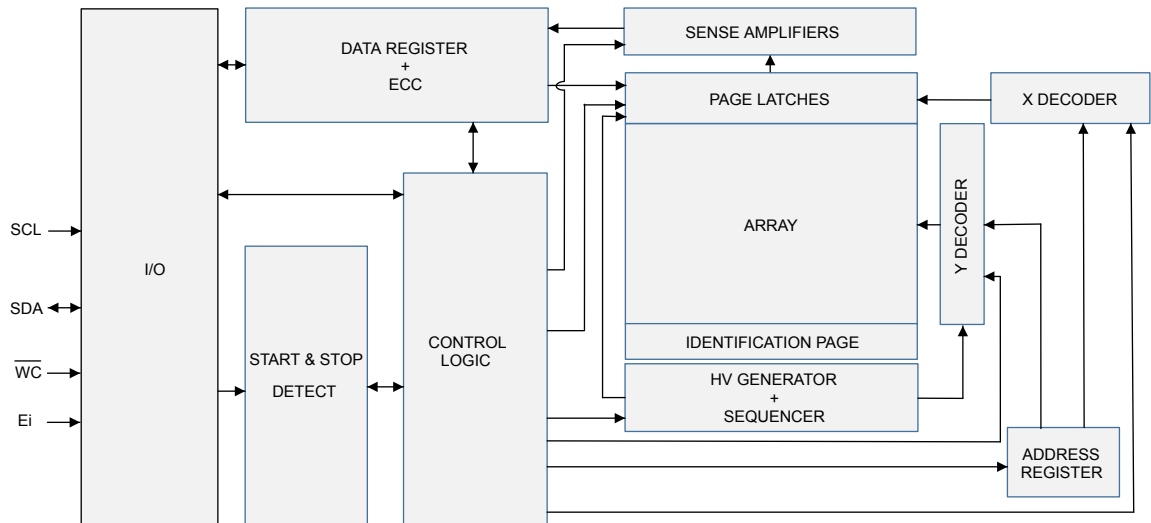 SENSE AMPLIFIERS
DATA REGISTER
+
ECC
PAGE LATCHES
X DECODER
Y DECODER
ARRAY
SCL
I/O
SDA
IDENTIFICATION PAGE
CONTROL
LOGIC
START & STOP
DETECT
WC
HV GENERATOR
+
SEQUENCER
Ei
ADDRESS
REGISTER